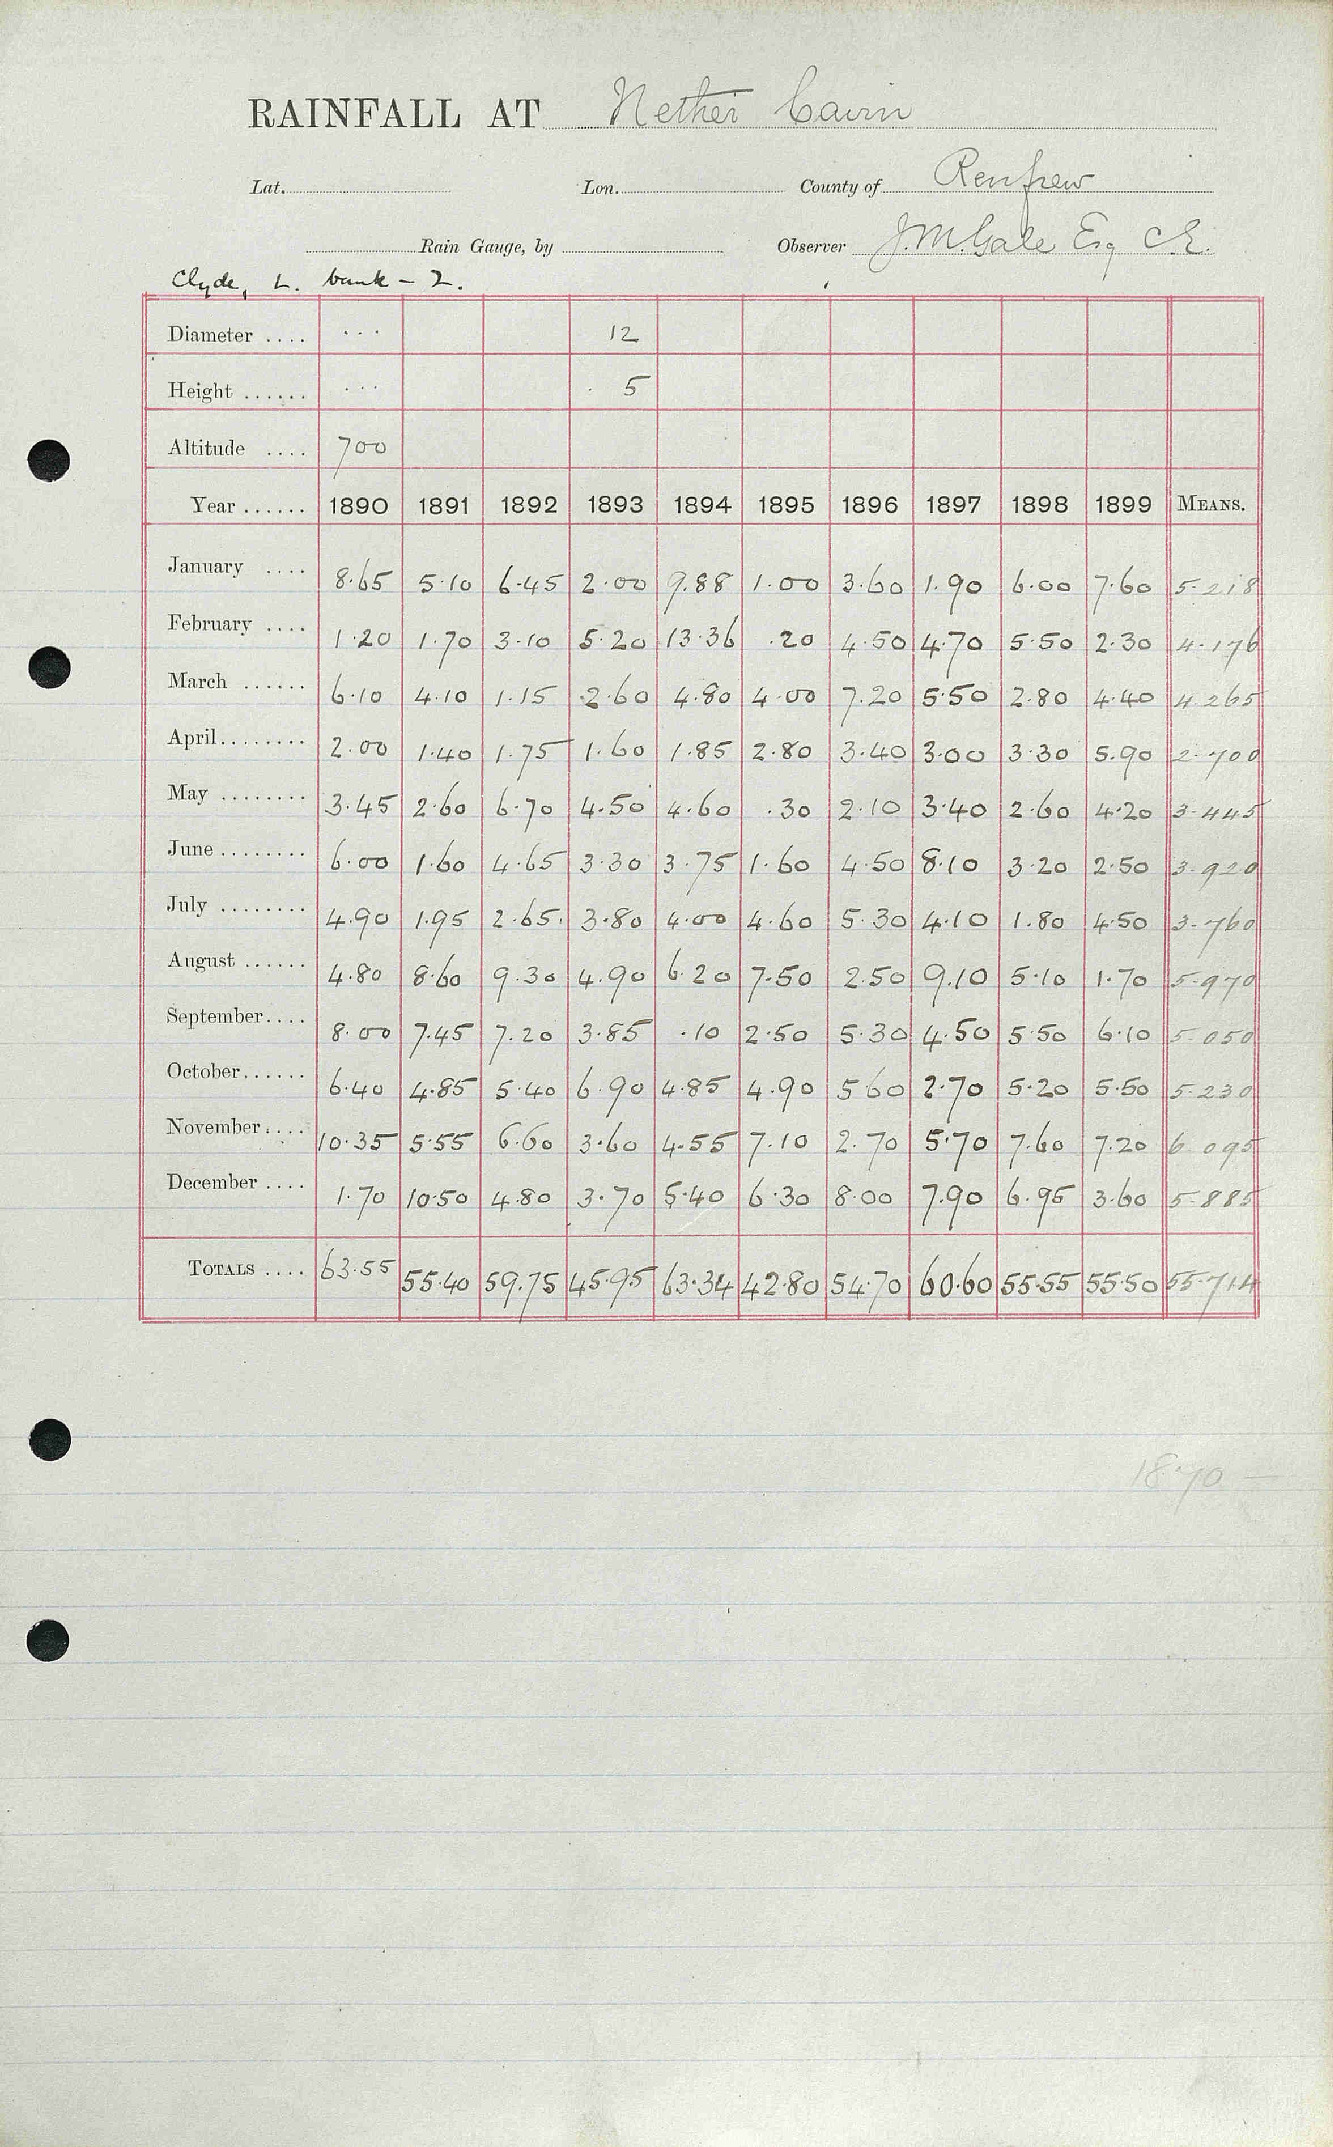 RAINFALL AT Nether Cairn
Lat. Lon. County of Renfrew
Rain Gauge, by Observer J. M. Gale Esq C.E.
Clyde, L. bank - 2.
Diameter .... ... 12
Height ...... ... 5
Altitude .... 700
Year ...... 1890 1891 1892 1893 1894 1895 1896 1897 1898 1899 MEANS.
January .... 8.65 5.10 6.45 2.00 9.88 1.00 3.60 1.90 6.00 7.60 5.218
February .... 1.20 1.70 3.10 5.20 13.36 .20 4.50 4.70 5.50 2.30 4.176
March ...... 6.10 4.10 1.15 2.60 4.80 4.00 7.20 5.50 2.80 4.40 4.265
April ........ 2.00 1.40 1.75 1.60 1.85 2.80 3.40 3.00 3.30 5.90 2.700
May ........ 3.45 2.60 6.70 4.50 4.60 .30 2.10 3.40 2.60 4.20 3.445
June ........ 6.00 1.60 4.65 3.30 3.75 1.60 4.50 8.10 3.20 2.50 3.920
July ........ 4.90 1.95 2.65 3.80 4.00 4.60 5.30 4.10 1.80 4.50 3.760
August ...... 4.80 8.60 9.30 4.90 6.20 7.50 2.50 9.10 5.10 1.70 5.970
September .... 8.00 7.45 7.20 3.85 .10 2.50 5.30 4.50 5.50 6.10 5.050
October ...... 6.40 4.85 5.40 6.90 4.85 4.90 5.60 2.70 5.20 5.50 5.230
November .... 10.35 5.55 6.60 3.60 4.55 7.10 2.70 5.70 7.60 7.20 6.095
December .... 1.70 10.50 4.80 3.70 5.40 6.30 8.00 7.90 6.95 3.60 5.885
TOTALS .... 63.55 55.40 59.75 45.95 63.34 42.80 54.70 60.60 55.55 55.50 55.714
1870 —